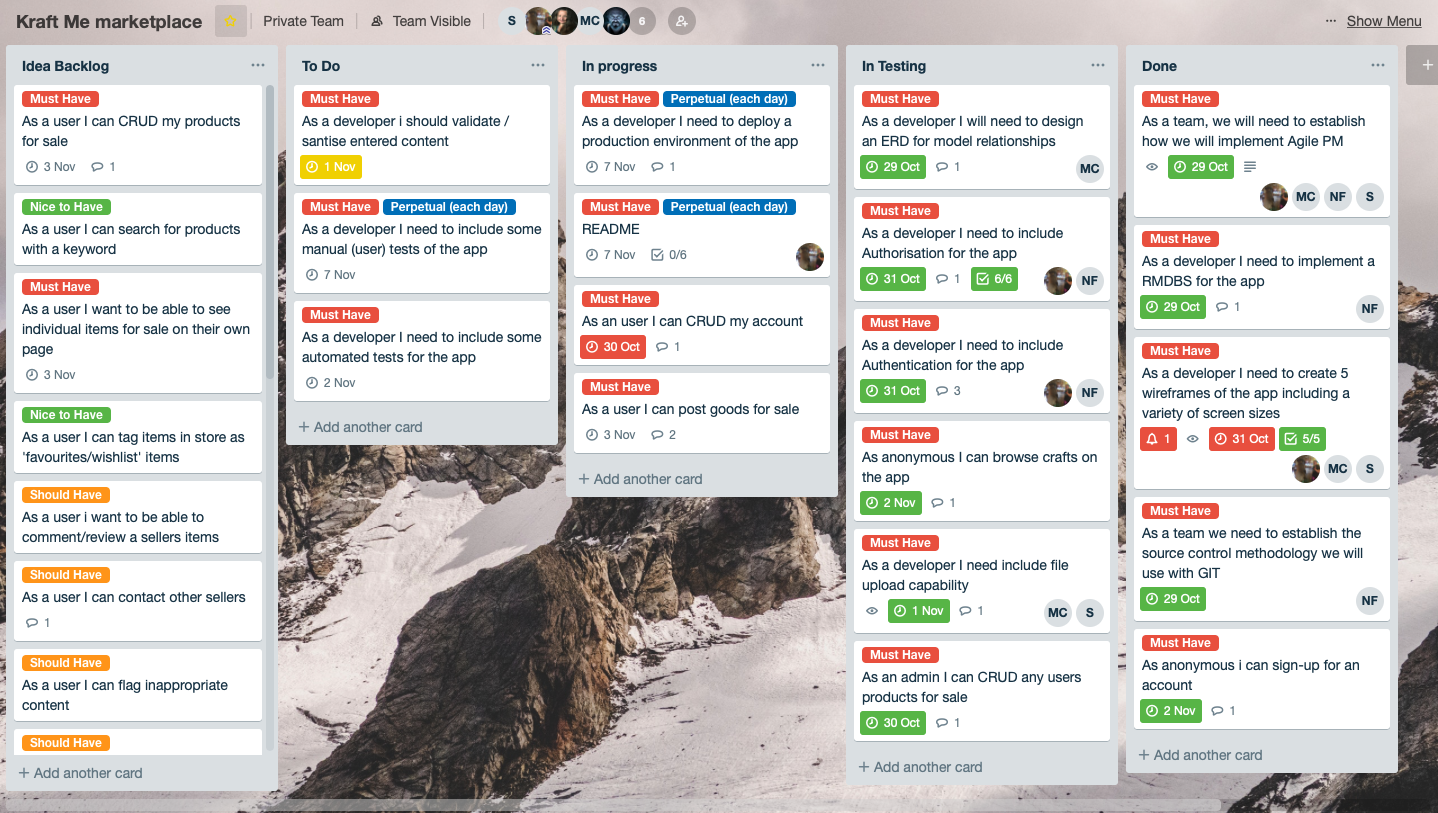 Kraft Me marketplace
Private Team
Team Visible
S
MC
6
Show Menu
Idea Backlog
Must Have
As a user I can CRUD my products
for sale
3 Nov
1
Nice to Have
As a user I can search for products
with a keyword
Must Have
As a user I want to be able to see
individual items for sale on their own
page
3 Nov
Nice to Have
As a user I can tag items in store as
'favourites/wishlist' items
Should Have
As a user i want to be able to
comment/review a sellers items
Should Have
As a user I can contact other sellers
1
Should Have
As a user I can flag inappropriate
content
Should Have
+ Add another card
To Do
Must Have
As a developer i should validate /
santise entered content
1 Nov
Must Have Perpetual (each day)
As a developer I need to include some
manual (user) tests of the app
7 Nov
Must Have
As a developer I need to include some
automated tests for the app
2 Nov
+ Add another card
In progress
Must Have Perpetual (each day)
As a developer I need to deploy a
production environment of the app
7 Nov
1
Must Have Perpetual (each day)
README
7 Nov
0/6
Must Have
As an user I can CRUD my account
30 Oct
1
Must Have
As a user I can post goods for sale
3 Nov
2
+ Add another card
In Testing
Must Have
As a developer I will need to design
an ERD for model relationships
29 Oct
1
MC
Must Have
As a developer I need to include
Authorisation for the app
31 Oct
1
6/6
NF
Must Have
As a developer I need to include
Authentication for the app
31 Oct
3
NF
Must Have
As anonymous I can browse crafts on
the app
2 Nov
1
Must Have
As a developer I need include file
upload capability
1 Nov
1
MC
S
Must Have
As an admin I can CRUD any users
products for sale
30 Oct
1
+ Add another card
Done
Must Have
As a team, we will need to establish
how we will implement Agile PM
29 Oct
MC
NF
S
Must Have
As a developer I need to implement a
RMDBS for the app
29 Oct
1
NF
Must Have
As a developer I need to create 5
wireframes of the app including a
variety of screen sizes
1
31 Oct
5/5
MC
S
Must Have
As a team we need to establish the
source control methodology we will
use with GIT
29 Oct
NF
Must Have
As anonymous i can sign-up for an
account
2 Nov
1
+ Add another card